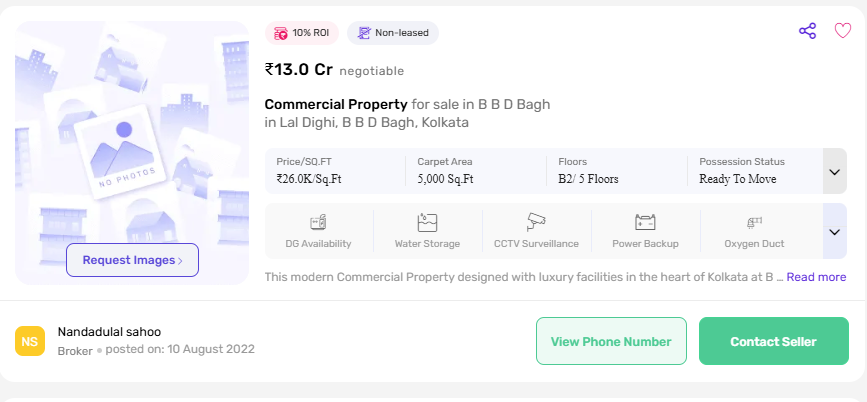 10% ROI
Non-leased
₹13.0 Cr negotiable
Commercial Property for sale in B B D Bagh
in Lal Dighi, B B D Bagh, Kolkata
NO PHOTOS
Request Images ›
Price/SQ.FT
₹26.0K/Sq.Ft
Carpet Area
5,000 Sq.Ft
Floors
B2/ 5 Floors
Possession Status
Ready To Move
DG Availability
Water Storage
CCTV Surveillance
Power Backup
Oxygen Duct
This modern Commercial Property designed with luxury facilities in the heart of Kolkata at B ... Read more
NS
Nandadulal sahoo
Broker • posted on: 10 August 2022
View Phone Number
Contact Seller